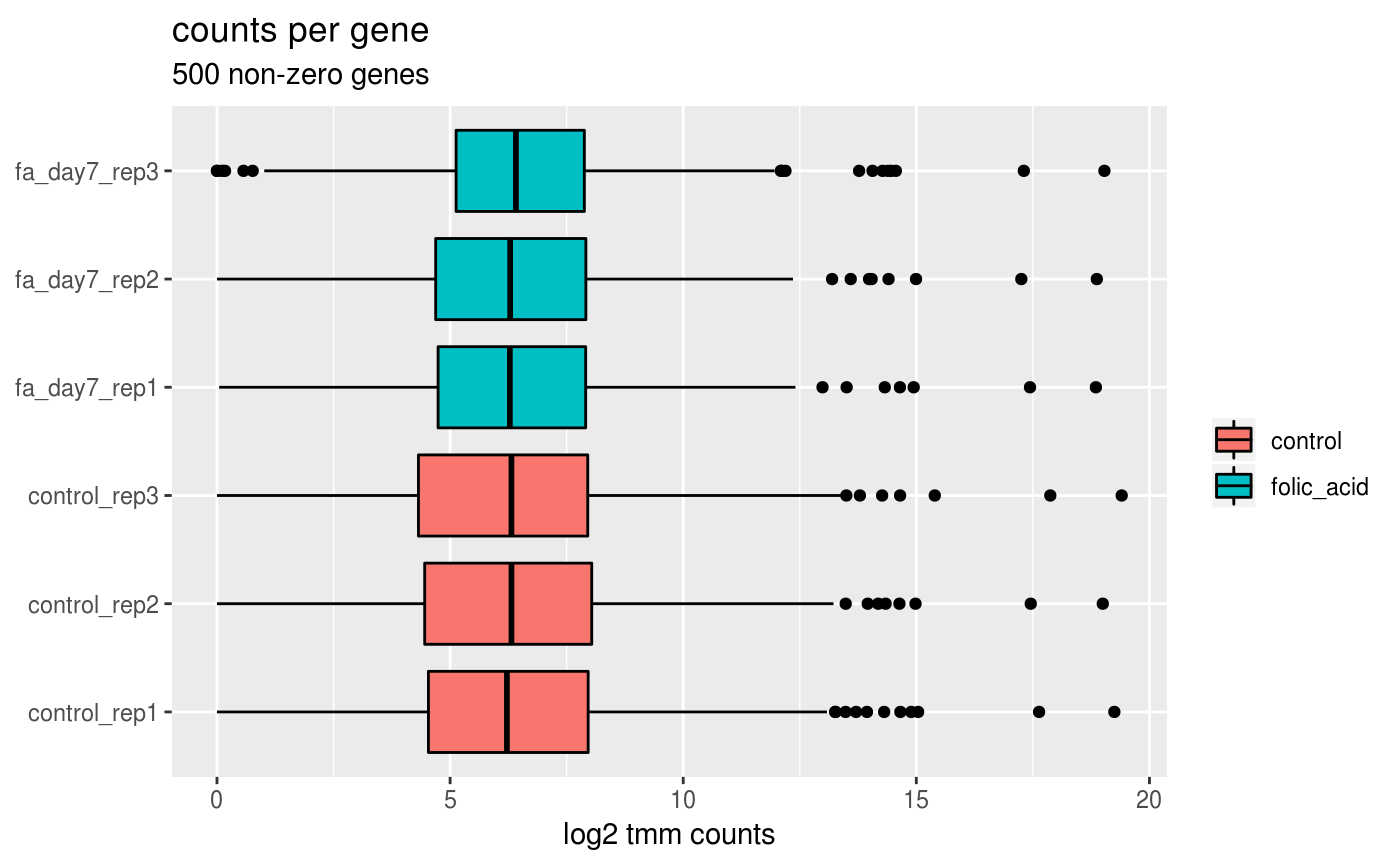 counts per gene
500 non-zero genes
fa_day7_rep3
fa_day7_rep2
fa_day7_rep1
control_rep3
control_rep2
control_rep1
0 5 10 15 20
log2 tmm counts
control
folic_acid